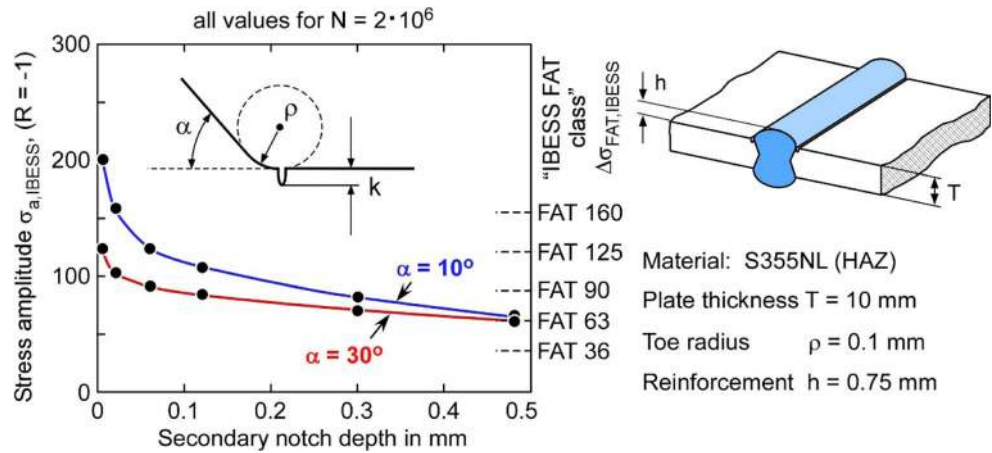 all values for N = 2·10⁶
Stress amplitude σa,IBESS, (R = -1)
300
200
100
0
0
0.1
0.2
0.3
0.4
0.5
Secondary notch depth in mm
α
ρ
k
α = 10º
α = 30º
"IBESS FAT class"
ΔσFAT,IBESS
FAT 160
FAT 125
FAT 90
FAT 63
FAT 36
h
T
Material: S355NL (HAZ)
Plate thickness T = 10 mm
Toe radius ρ = 0.1 mm
Reinforcement h = 0.75 mm